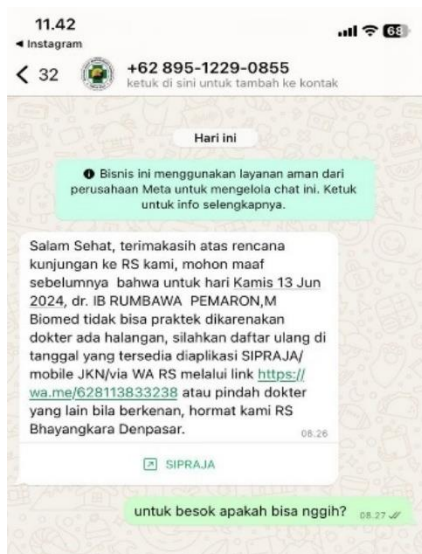 11.42
68
◀ Instagram
32
+62 895-1229-0855
ketuk di sini untuk tambah ke kontak
Hari ini
Bisnis ini menggunakan layanan aman dari
perusahaan Meta untuk mengelola chat ini. Ketuk
untuk info selengkapnya.
Salam Sehat, terimakasih atas rencana
kunjungan ke RS kami, mohon maaf
sebelumnya bahwa untuk hari Kamis 13 Jun
2024, dr. IB RUMBAWA PEMARON,M
Biomed tidak bisa praktek dikarenakan
dokter ada halangan, silahkan daftar ulang di
tanggal yang tersedia diaplikasi SIPRAJA/
mobile JKN/via WA RS melalui link https://
wa.me/628113833238 atau pindah dokter
yang lain bila berkenan, hormat kami RS
Bhayangkara Denpasar.
08.26
SIPRAJA
untuk besok apakah bisa nggih?
08.27